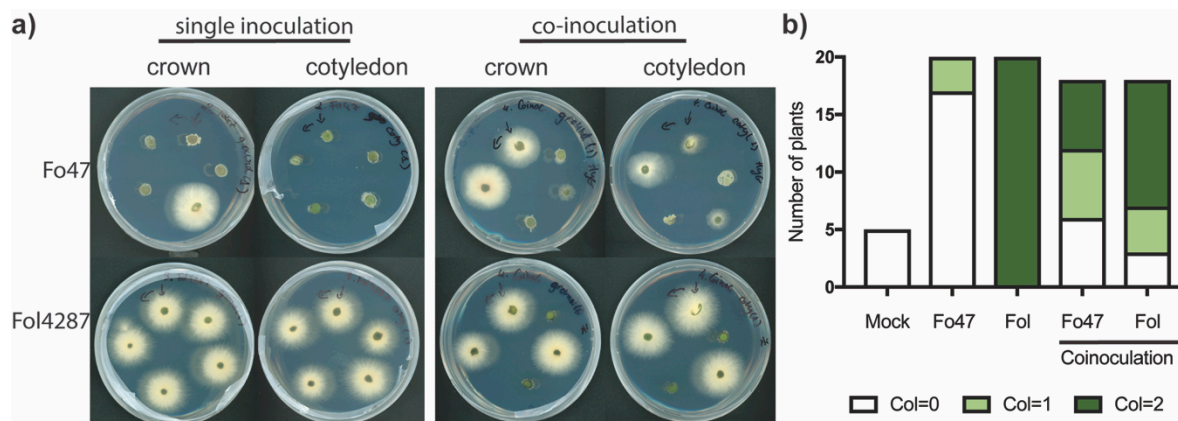 a)
single inoculation
co-inoculation
crown
cotyledon
crown
cotyledon
Fo47
Fol4287
b)
Number of plants
20
15
10
5
0
Mock
Fo47
Fol
Fo47
Fol
Coinoculation
Col=0
Col=1
Col=2